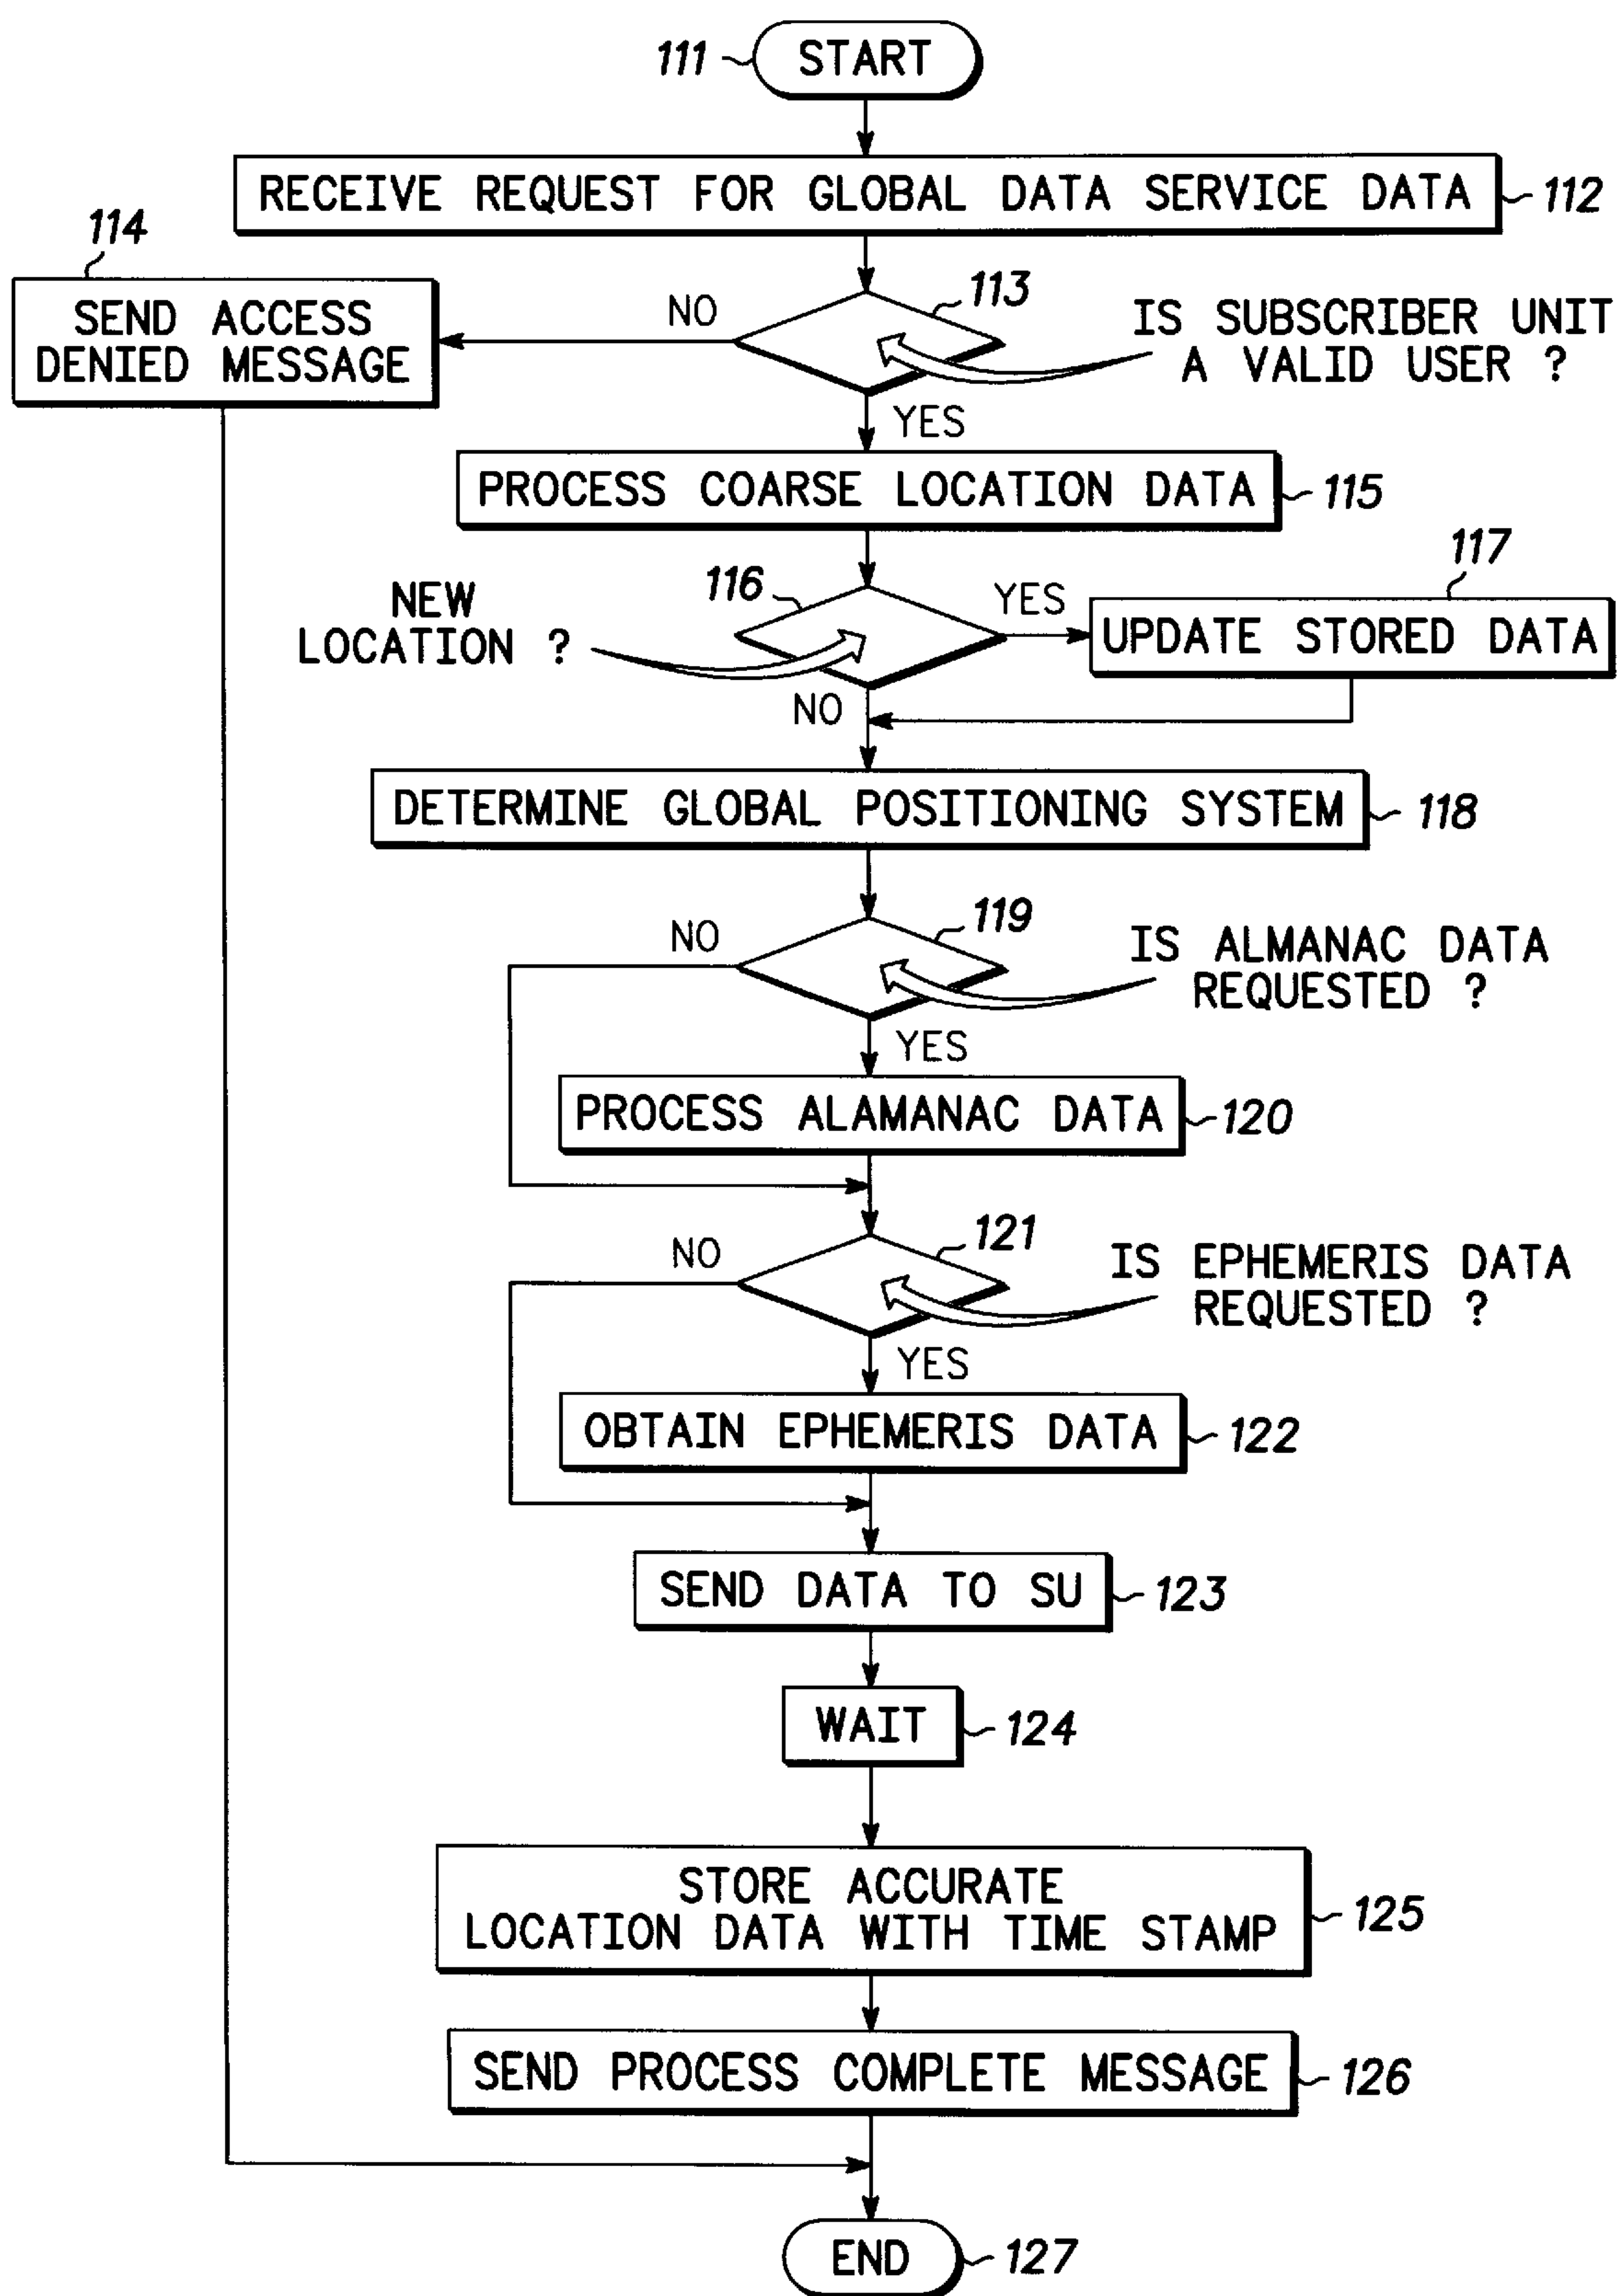 111
START
RECEIVE REQUEST FOR GLOBAL DATA SERVICE DATA
112
114
SEND ACCESS
DENIED MESSAGE
NO
113
IS SUBSCRIBER UNIT
A VALID USER ?
YES
PROCESS COARSE LOCATION DATA
115
NEW
LOCATION ?
116
YES
117
UPDATE STORED DATA
NO
DETERMINE GLOBAL POSITIONING SYSTEM
118
NO
119
IS ALMANAC DATA
REQUESTED ?
YES
PROCESS ALAMANAC DATA
120
NO
121
IS EPHEMERIS DATA
REQUESTED ?
YES
OBTAIN EPHEMERIS DATA
122
SEND DATA TO SU
123
WAIT
124
STORE ACCURATE
LOCATION DATA WITH TIME STAMP
125
SEND PROCESS COMPLETE MESSAGE
126
END
127